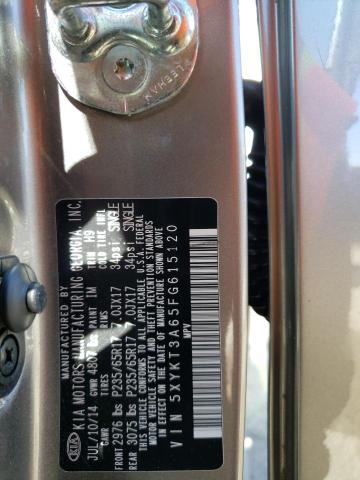 LEEHAN
MANUFACTURED BY
KIA MOTORS MANUFACTURING GEORGIA, INC.
JUL/10/14 GVWR 4807 lbs PAINT IM TRIM H9
GAWR TIRES RIMS COLD TIRE INFL
FRONT 2976 lbs P235/65R17 7.0JX17 34psi SINGLE
REAR 3075 lbs P235/65R17 7.0JX17 34psi SINGLE
THIS VEHICLE CONFORMS TO ALL APPLICABLE U.S.A. FEDERAL
MOTOR VEHICLE SAFETY, BUMPER, AND THEFT PREVENTION STANDARDS
IN EFFECT ON THE DATE OF MANUFACTURE SHOWN ABOVE.
VIN 5XYKT3A65FG615120
MPV
KIA